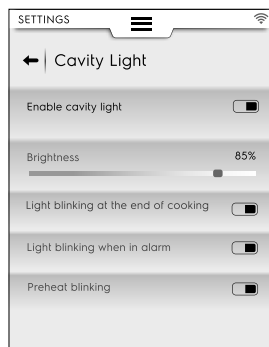 SETTINGS
Cavity Light
Enable cavity light
Brightness 85%
Light blinking at the end of cooking
Light blinking when in alarm
Preheat blinking